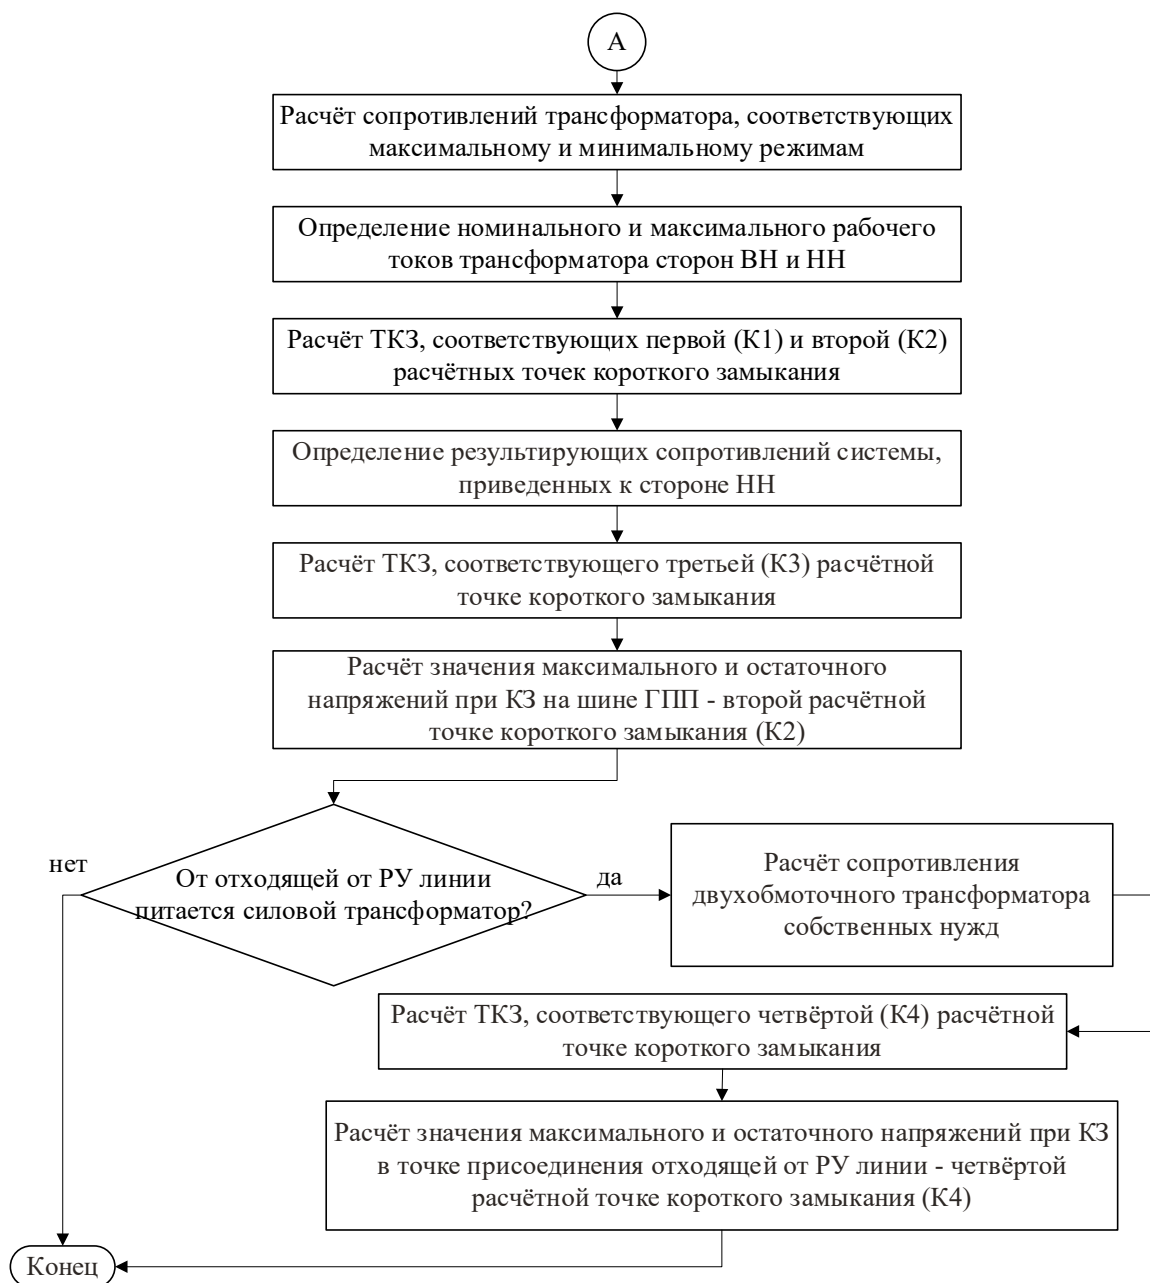 А
Расчёт сопротивлений трансформатора, соответствующих
максимальному и минимальному режимам
Определение номинального и максимального рабочего
токов трансформатора сторон ВН и НН
Расчёт ТКЗ, соответствующих первой (К1) и второй (К2)
расчётных точек короткого замыкания
Определение результирующих сопротивлений системы,
приведенных к стороне НН
Расчёт ТКЗ, соответствующего третьей (К3) расчётной
точке короткого замыкания
Расчёт значения максимального и остаточного
напряжений при КЗ на шине ГПП - второй расчётной
точке короткого замыкания (К2)
нет
От отходящей от РУ линии
питается силовой трансформатор?
да
Расчёт сопротивления
двухобмоточного трансформатора
собственных нужд
Расчёт ТКЗ, соответствующего четвёртой (К4) расчётной
точке короткого замыкания
Расчёт значения максимального и остаточного напряжений при КЗ
в точке присоединения отходящей от РУ линии - четвёртой
расчётной точке короткого замыкания (К4)
Конец